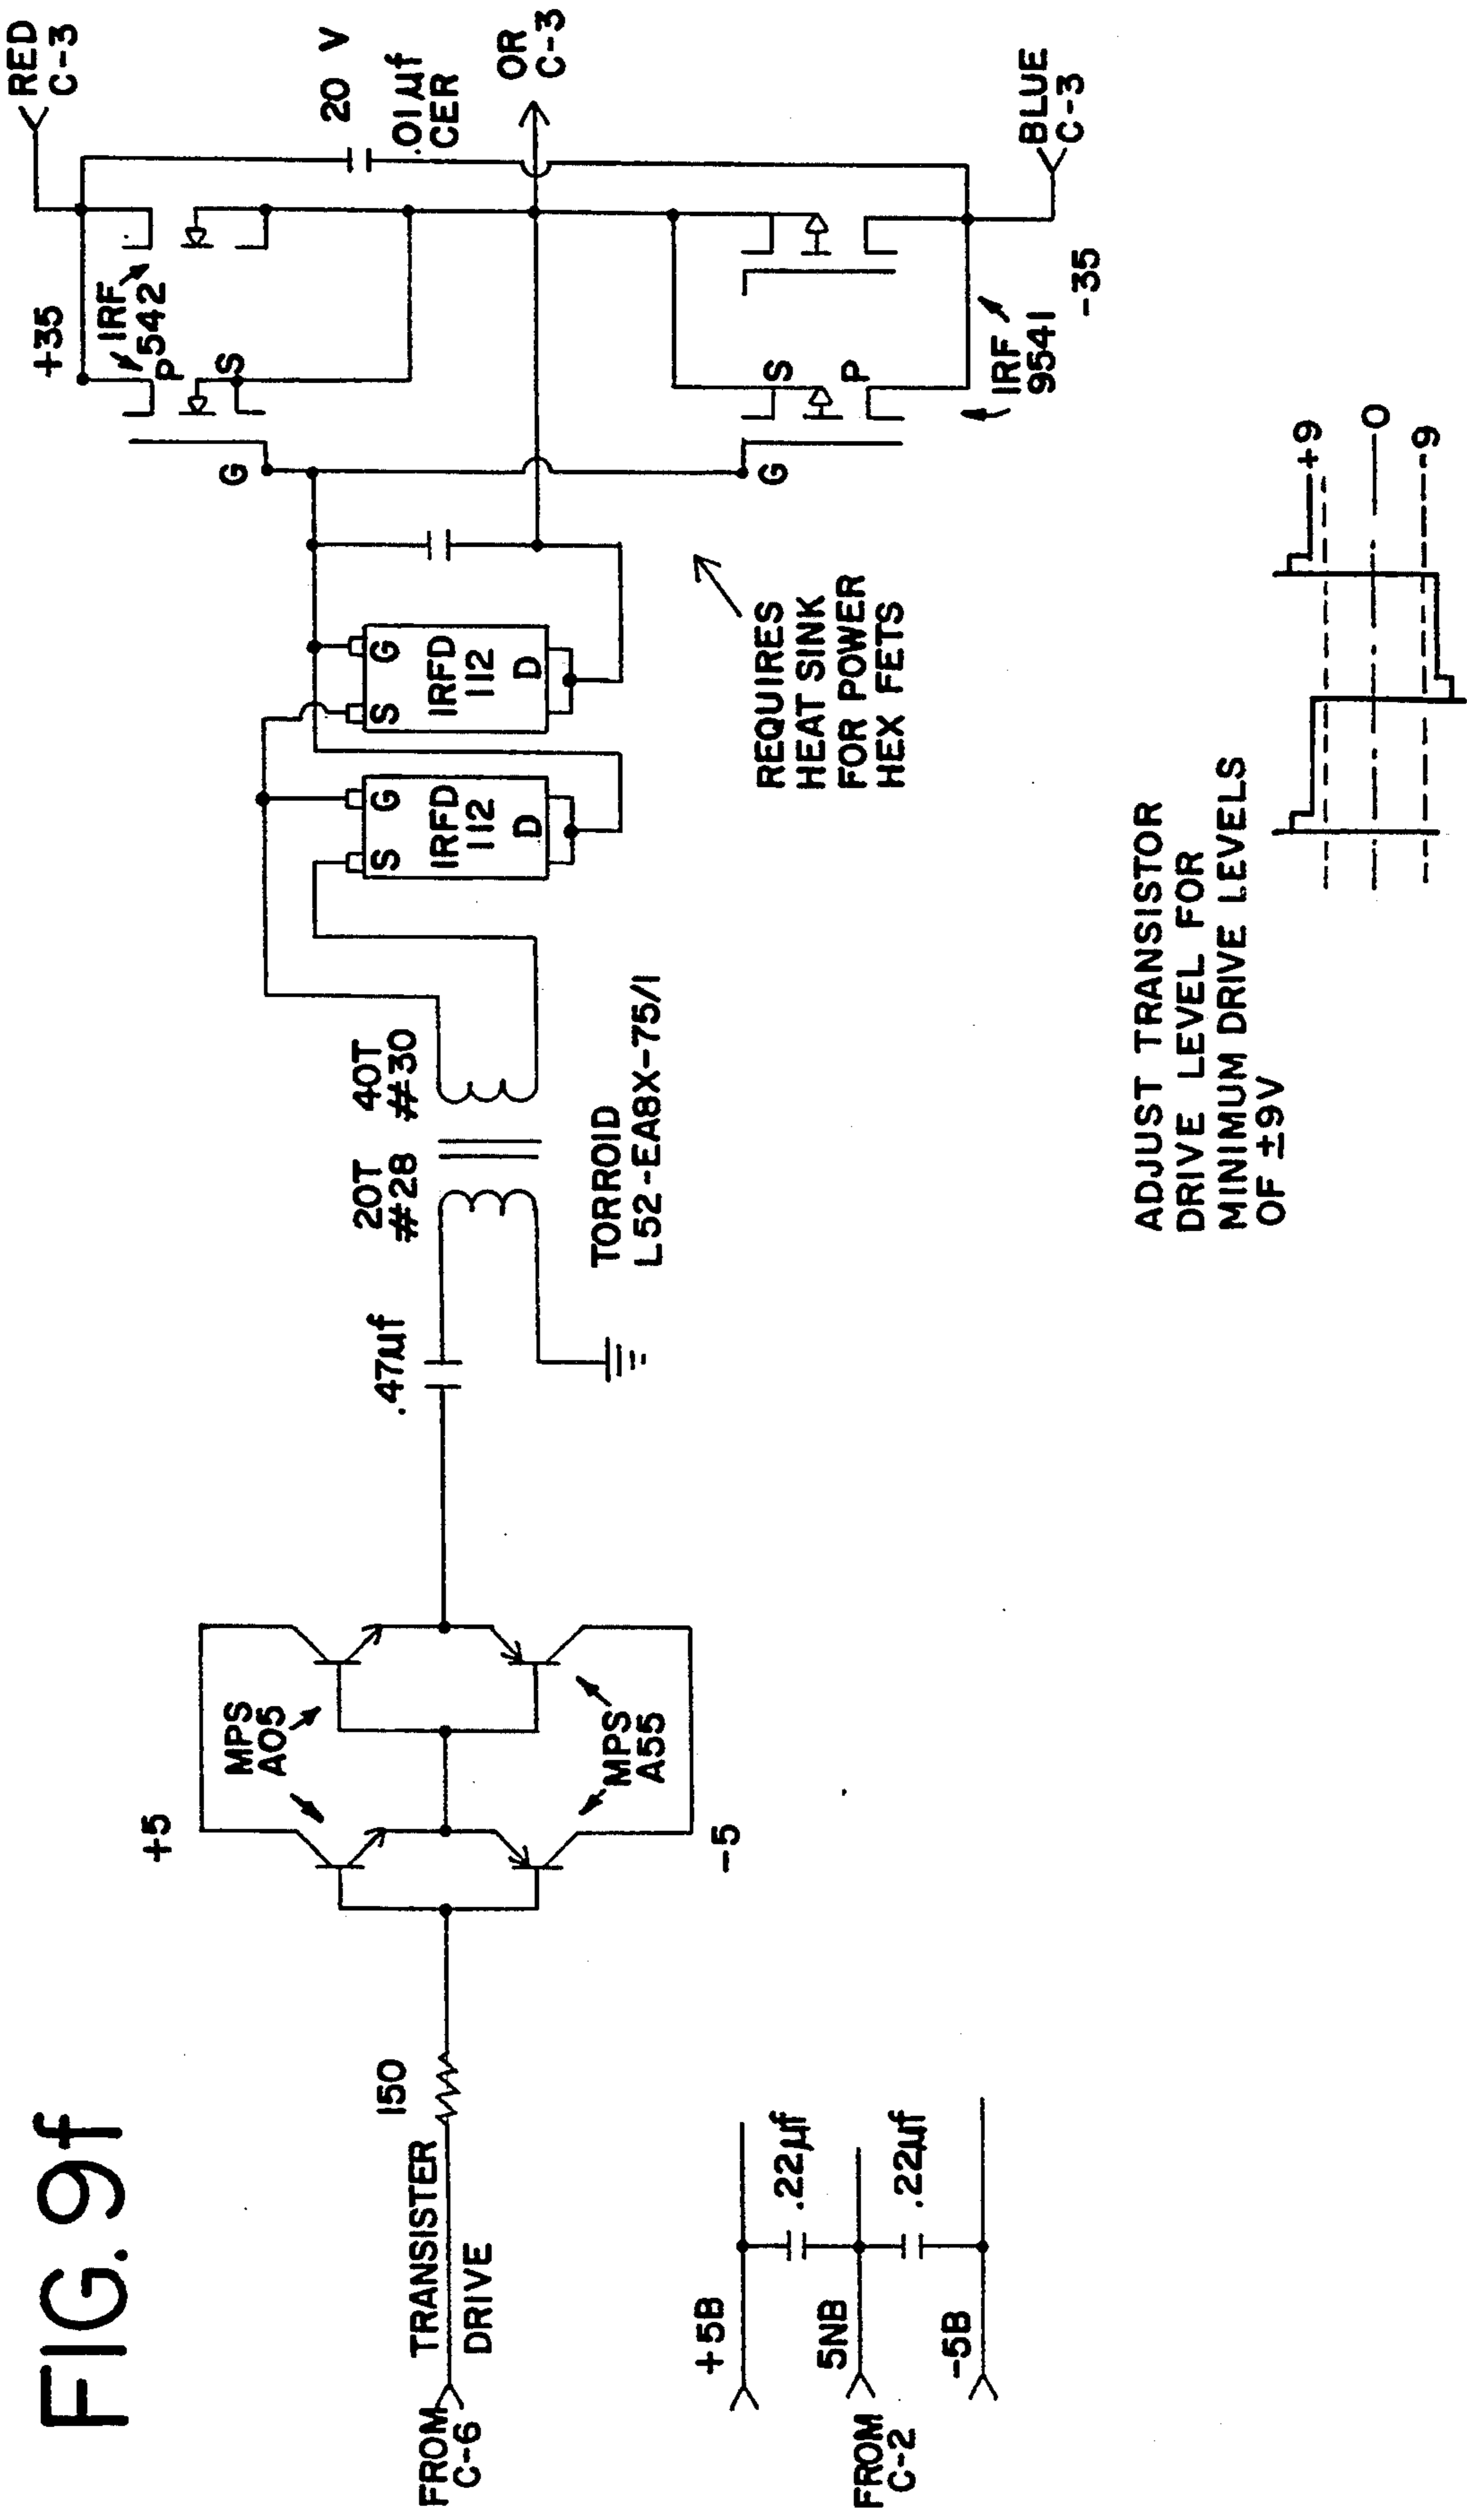 FIG. 9f
FROM
C-6
TRANSISTER
DRIVE
150
+5
MPS
A05
MPS
A55
-5
.47µf
20T
#28
40T
#30
TORROID
L52-EA8X-75/1
S
G
IRFD
112
D
S
G
IRFD
112
D
REQUIRES
HEAT SINK
FOR POWER
HEX FETS
G
G
+35
IRF
542
P
S
S
P
IRF
9541
-35
RED
C-3
20 V
.01µf
CER
OR
C-3
BLUE
C-3
+5B
5NB
-5B
FROM
C-2
.22µf
.22µf
ADJUST TRANSISTOR
DRIVE LEVEL FOR
MINIMUM DRIVE LEVELS
OF ±9V
+9
0
-9